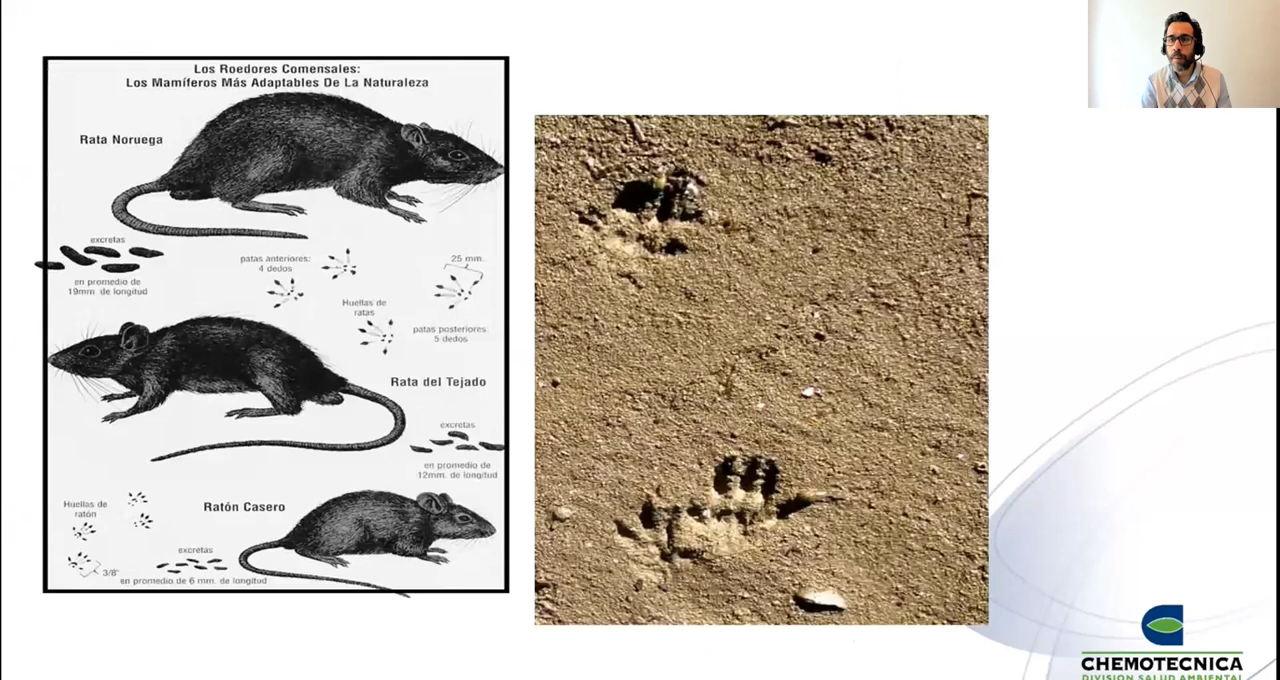 Los Roedores Comensales:
Los Mamíferos Más Adaptables De La Naturaleza
Rata Noruega
excretas
en promedio de
19mm. de longitud
patas anteriores:
4 dedos
25 mm.
Huellas de
ratas
patas posteriores:
5 dedos
Rata del Tejado
excretas
en promedio de
12mm. de longitud
Huellas de
ratón
3/8"
Ratón Casero
excretas
en promedio de 6 mm. de longitud
CHEMOTECNICA
DIVISION SALUD AMBIENTAL